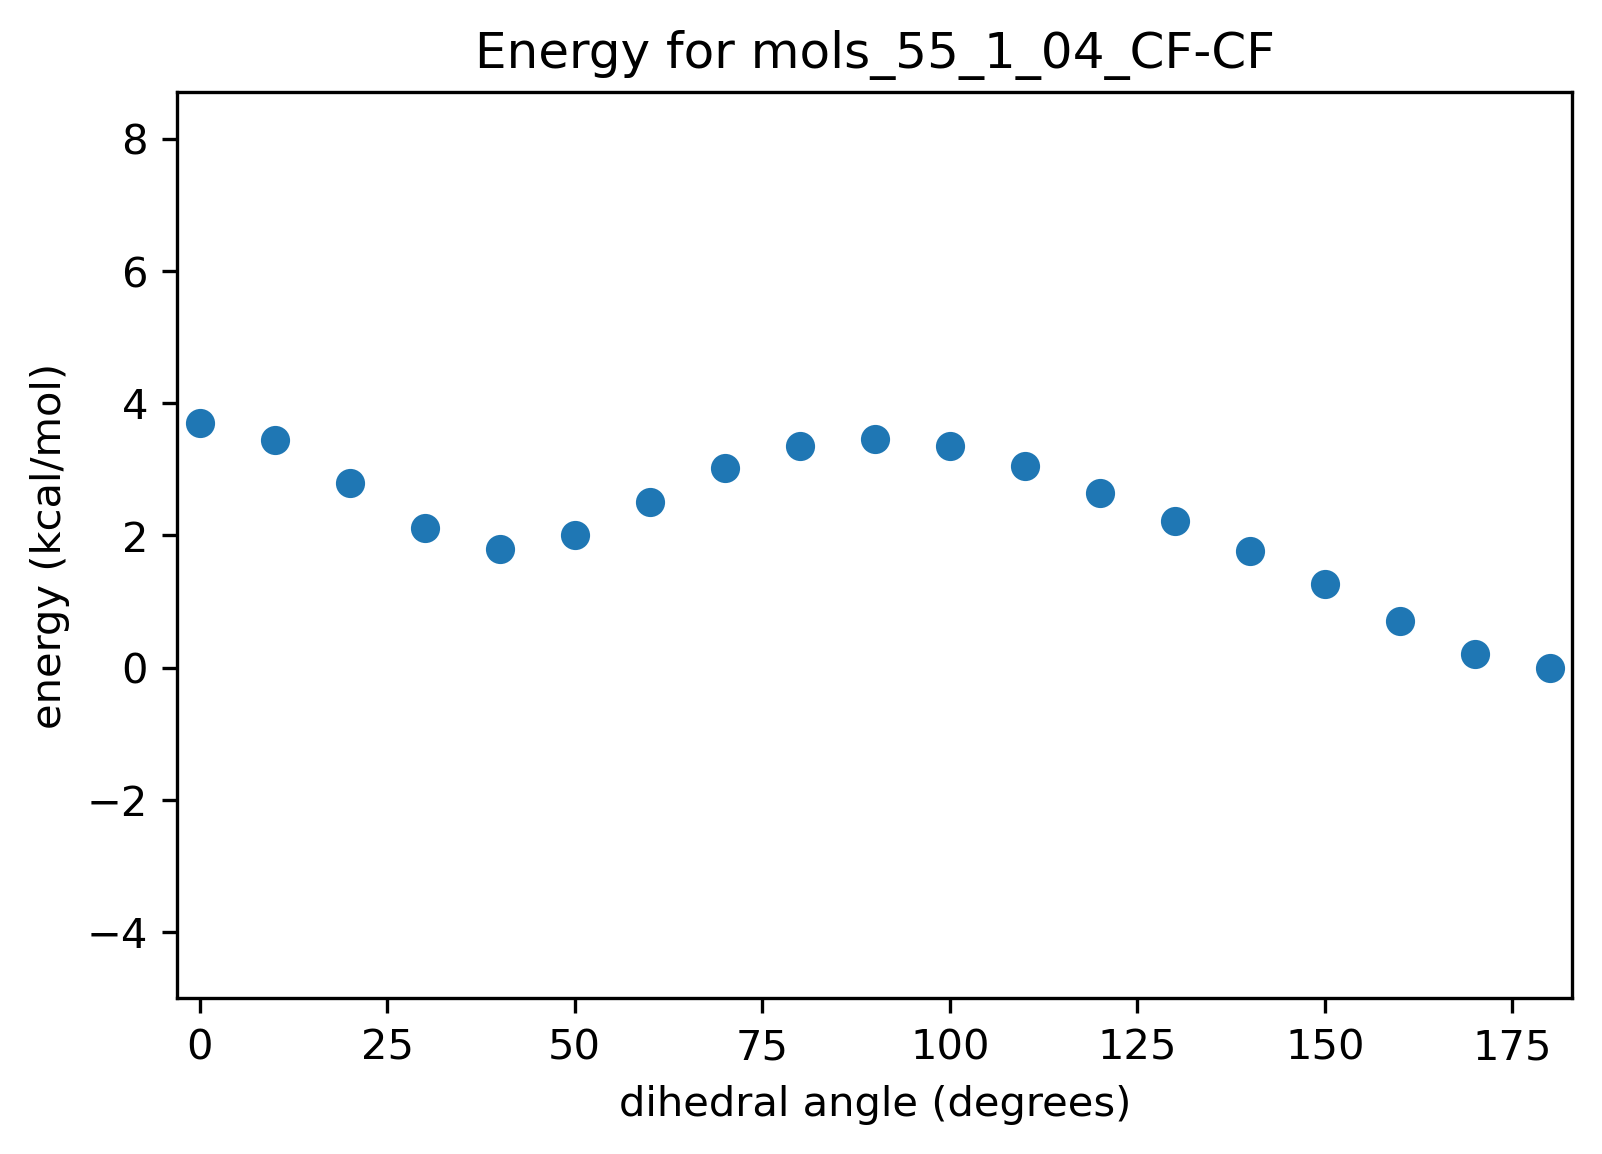 Energy for mols_55_1_04_CF-CF
8
6
4
2
0
−2
−4
energy (kcal/mol)
0 25 50 75 100 125 150 175
dihedral angle (degrees)